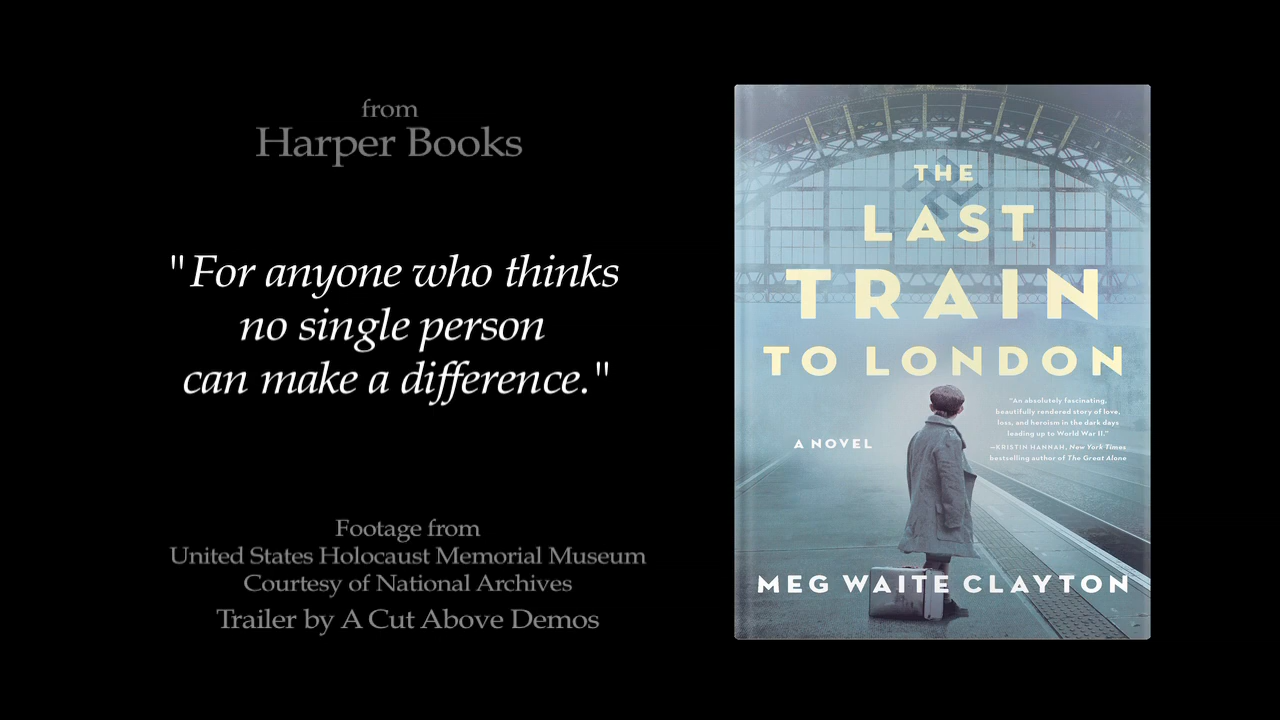 from
Harper Books
"For anyone who thinks
no single person
can make a difference."
Footage from
United States Holocaust Memorial Museum
Courtesy of National Archives
Trailer by A Cut Above Demos
THE
LAST
TRAIN
TO LONDON
"An absolutely fascinating,
beautifully rendered story of love,
loss, and heroism in the dark days
leading up to World War II."
—KRISTIN HANNAH, New York Times
bestselling author of The Great Alone
A NOVEL
MEG WAITE CLAYTON